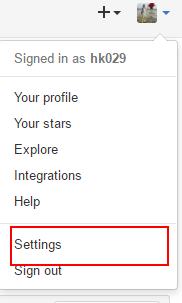 Signed in as hk029
Your profile
Your stars
Explore
Integrations
Help
Settings
Sign out